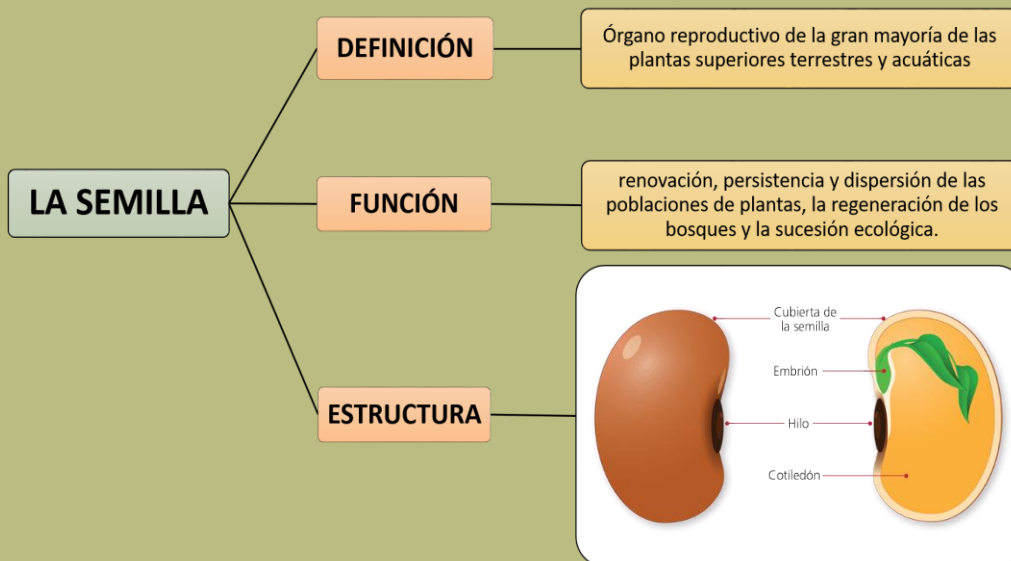 LA SEMILLA
DEFINICIÓN
Órgano reproductivo de la gran mayoría de las
plantas superiores terrestres y acuáticas
FUNCIÓN
renovación, persistencia y dispersión de las
poblaciones de plantas, la regeneración de los
bosques y la sucesión ecológica.
ESTRUCTURA
Cubierta de
la semilla
Embrión
Hilo
Cotiledón